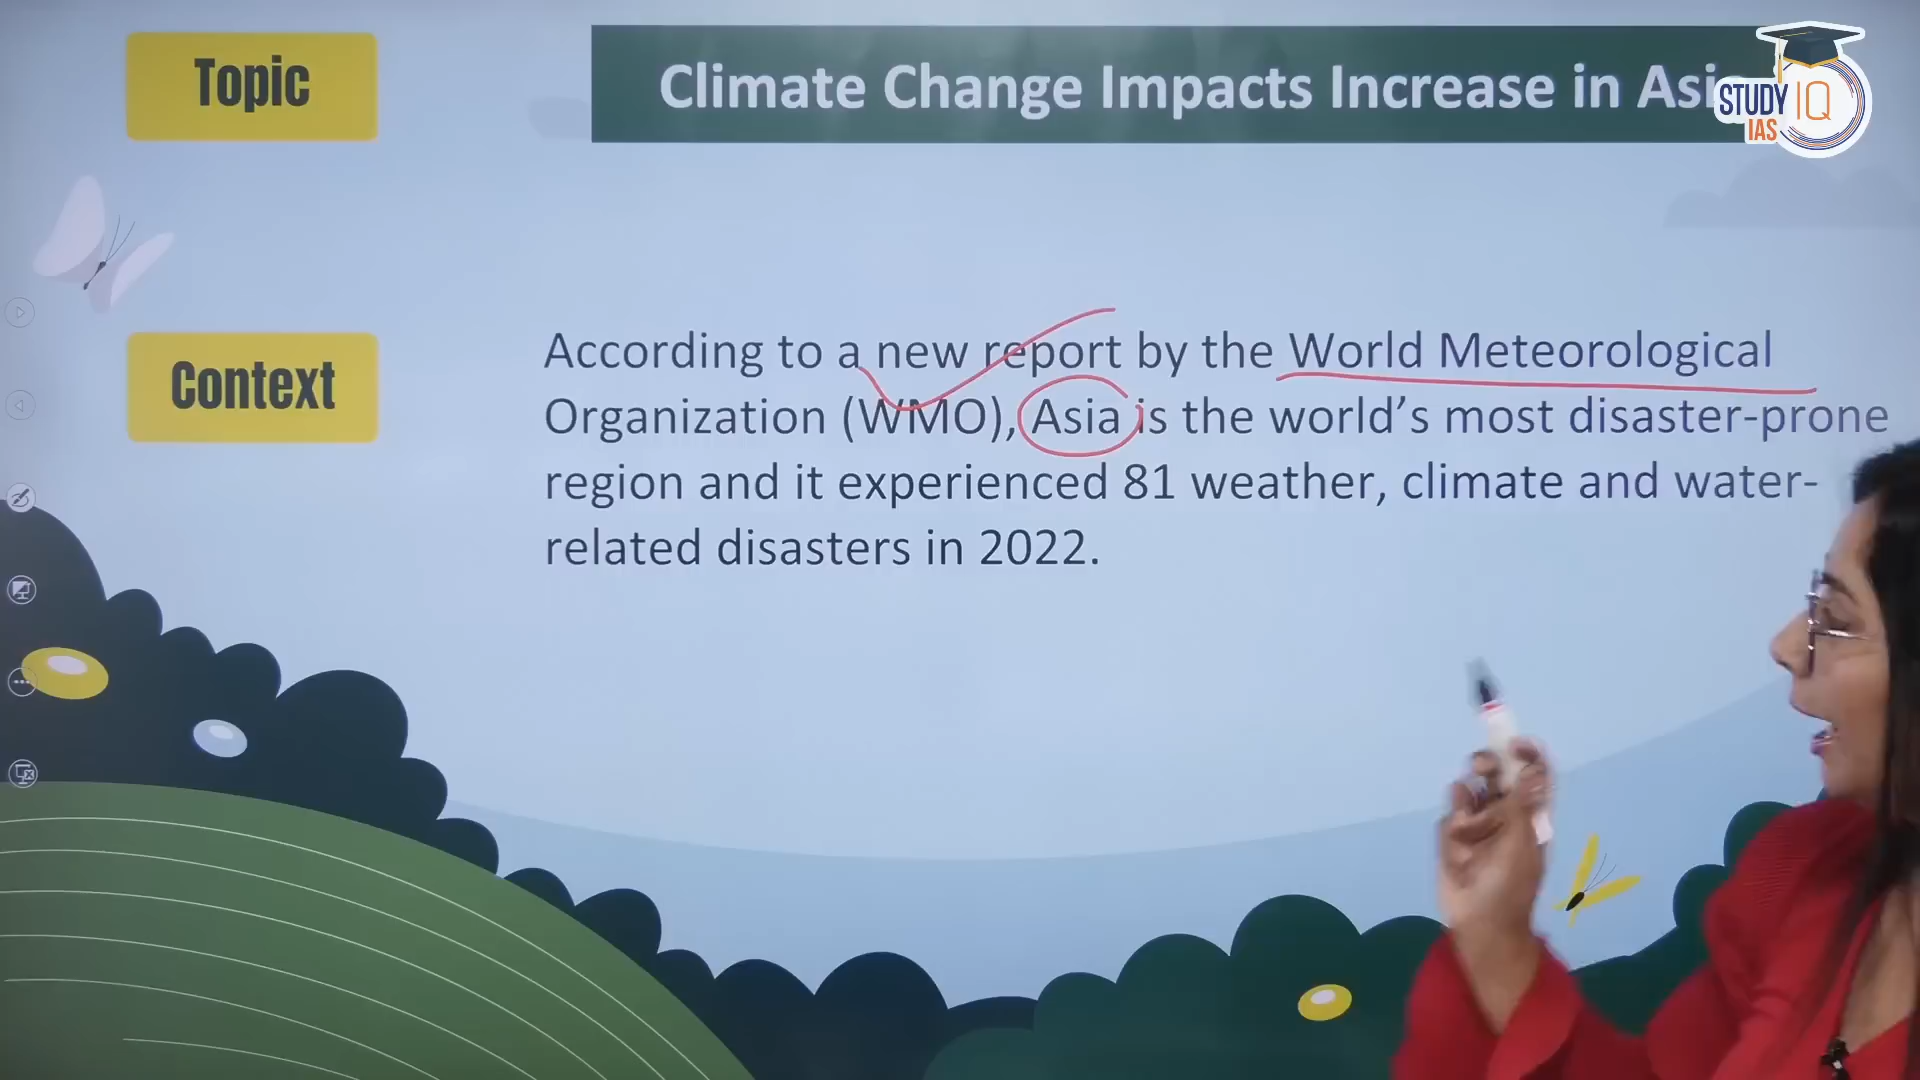 Topic
Climate Change Impacts Increase in Asia
STUDY IQ
IAS
Context
According to a new report by the World Meteorological
Organization (WMO), Asia is the world’s most disaster-prone
region and it experienced 81 weather, climate and water-
related disasters in 2022.